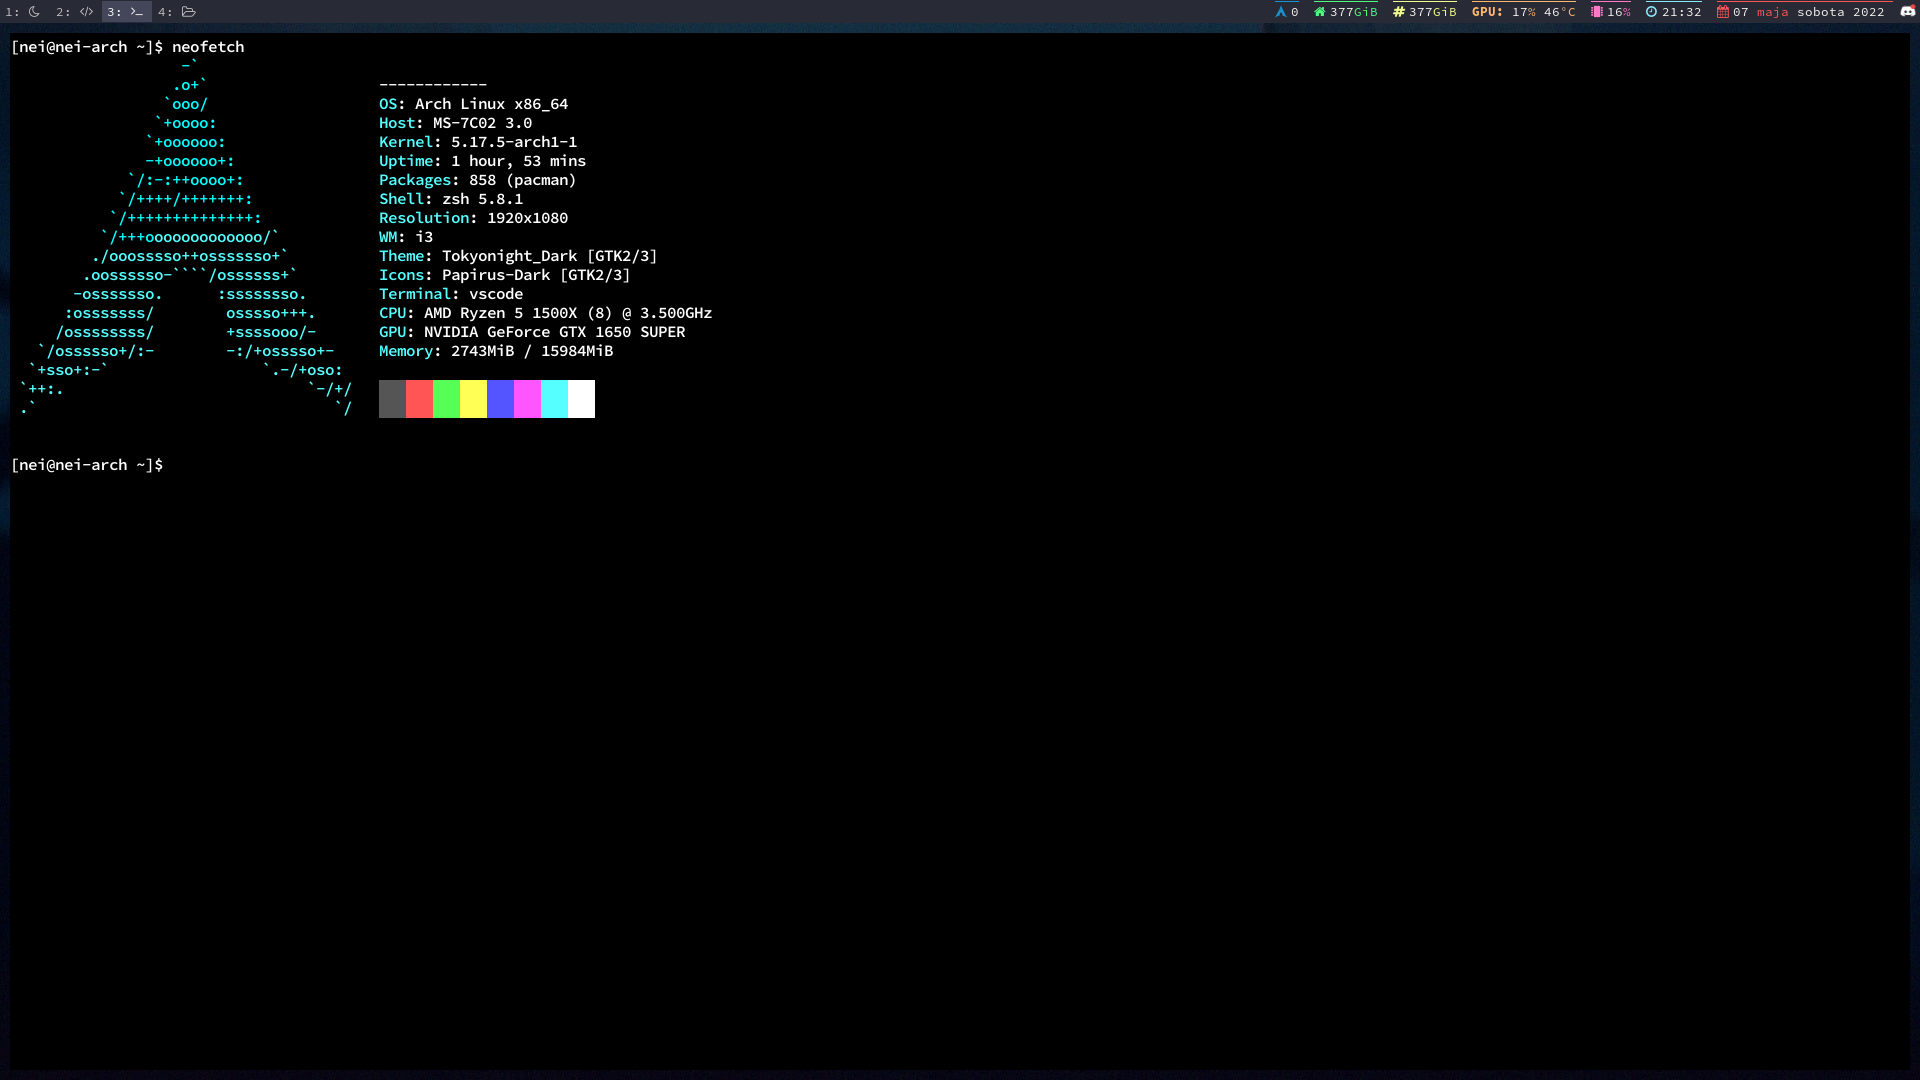 1: 2: </> 3: >_ 4: 0 377GiB # 377GiB GPU: 17% 46°C 16% 21:32 07 maja sobota 2022
[nei@nei-arch ~]$ neofetch
                   -`
                  .o+`                   ------------
                 `ooo/                   OS: Arch Linux x86_64
                `+oooo:                  Host: MS-7C02 3.0
               `+oooooo:                 Kernel: 5.17.5-arch1-1
               -+oooooo+:                Uptime: 1 hour, 53 mins
             `/:-:++oooo+:               Packages: 858 (pacman)
            `/++++/+++++++:              Shell: zsh 5.8.1
           `/++++++++++++++:             Resolution: 1920x1080
          `/+++ooooooooooooo/`           WM: i3
         ./ooosssso++osssssso+`          Theme: Tokyonight_Dark [GTK2/3]
        .oossssso-````/ossssss+`         Icons: Papirus-Dark [GTK2/3]
       -osssssso.      :ssssssso.        Terminal: vscode
      :osssssss/        osssso+++.       CPU: AMD Ryzen 5 1500X (8) @ 3.500GHz
     /ossssssss/        +ssssooo/-       GPU: NVIDIA GeForce GTX 1650 SUPER
   `/ossssso+/:-        -:/+osssso+-     Memory: 2743MiB / 15984MiB
  `+sso+:-`                 `.-/+oso:
 `++:.                           `-/+/
 .`                                 `/
[nei@nei-arch ~]$